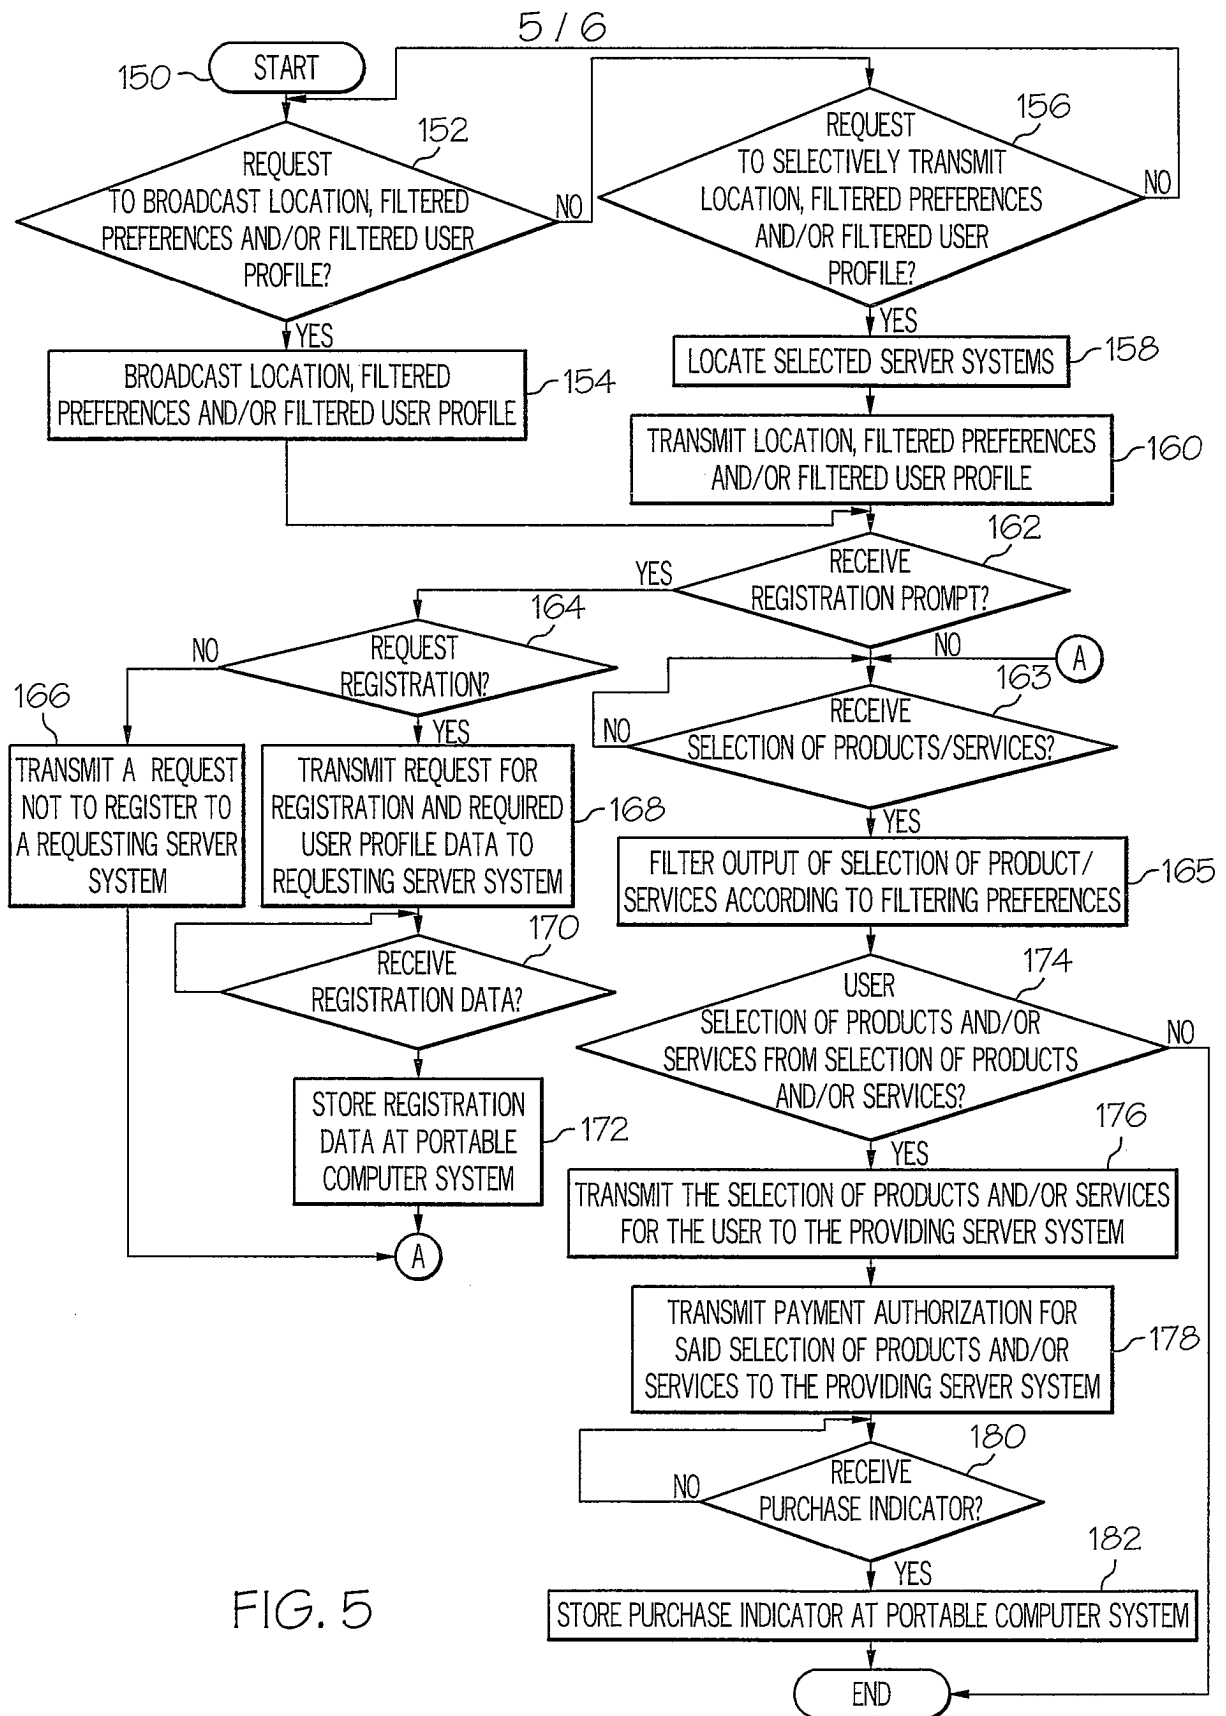 5 / 6
START
150
152
REQUEST
TO BROADCAST LOCATION, FILTERED
PREFERENCES AND/OR FILTERED USER
PROFILE?
NO
YES
156
REQUEST
TO SELECTIVELY TRANSMIT
LOCATION, FILTERED PREFERENCES
AND/OR FILTERED USER
PROFILE?
NO
YES
BROADCAST LOCATION, FILTERED
PREFERENCES AND/OR FILTERED USER PROFILE
154
LOCATE SELECTED SERVER SYSTEMS
158
TRANSMIT LOCATION, FILTERED PREFERENCES
AND/OR FILTERED USER PROFILE
160
162
RECEIVE
REGISTRATION PROMPT?
YES
NO
A
164
REQUEST
REGISTRATION?
NO
YES
163
RECEIVE
SELECTION OF PRODUCTS/SERVICES?
NO
YES
166
TRANSMIT A REQUEST
NOT TO REGISTER TO
A REQUESTING SERVER
SYSTEM
TRANSMIT REQUEST FOR
REGISTRATION AND REQUIRED
USER PROFILE DATA TO
REQUESTING SERVER SYSTEM
168
FILTER OUTPUT OF SELECTION OF PRODUCT/
SERVICES ACCORDING TO FILTERING PREFERENCES
165
170
RECEIVE
REGISTRATION DATA?
174
USER
SELECTION OF PRODUCTS AND/OR
SERVICES FROM SELECTION OF PRODUCTS
AND/OR SERVICES?
NO
YES
STORE REGISTRATION
DATA AT PORTABLE
COMPUTER SYSTEM
172
A
176
TRANSMIT THE SELECTION OF PRODUCTS AND/OR SERVICES
FOR THE USER TO THE PROVIDING SERVER SYSTEM
TRANSMIT PAYMENT AUTHORIZATION FOR
SAID SELECTION OF PRODUCTS AND/OR
SERVICES TO THE PROVIDING SERVER SYSTEM
178
180
RECEIVE
PURCHASE INDICATOR?
NO
YES
182
STORE PURCHASE INDICATOR AT PORTABLE COMPUTER SYSTEM
END
FIG. 5